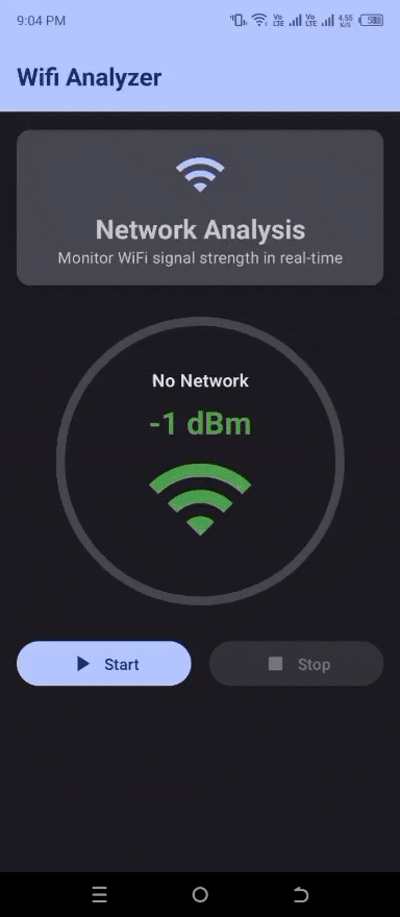 9:04 PM Vo LTE Vo LTE 4.55 K/S
Wifi Analyzer
Network Analysis
Monitor WiFi signal strength in real-time
No Network
-1 dBm
Start Stop